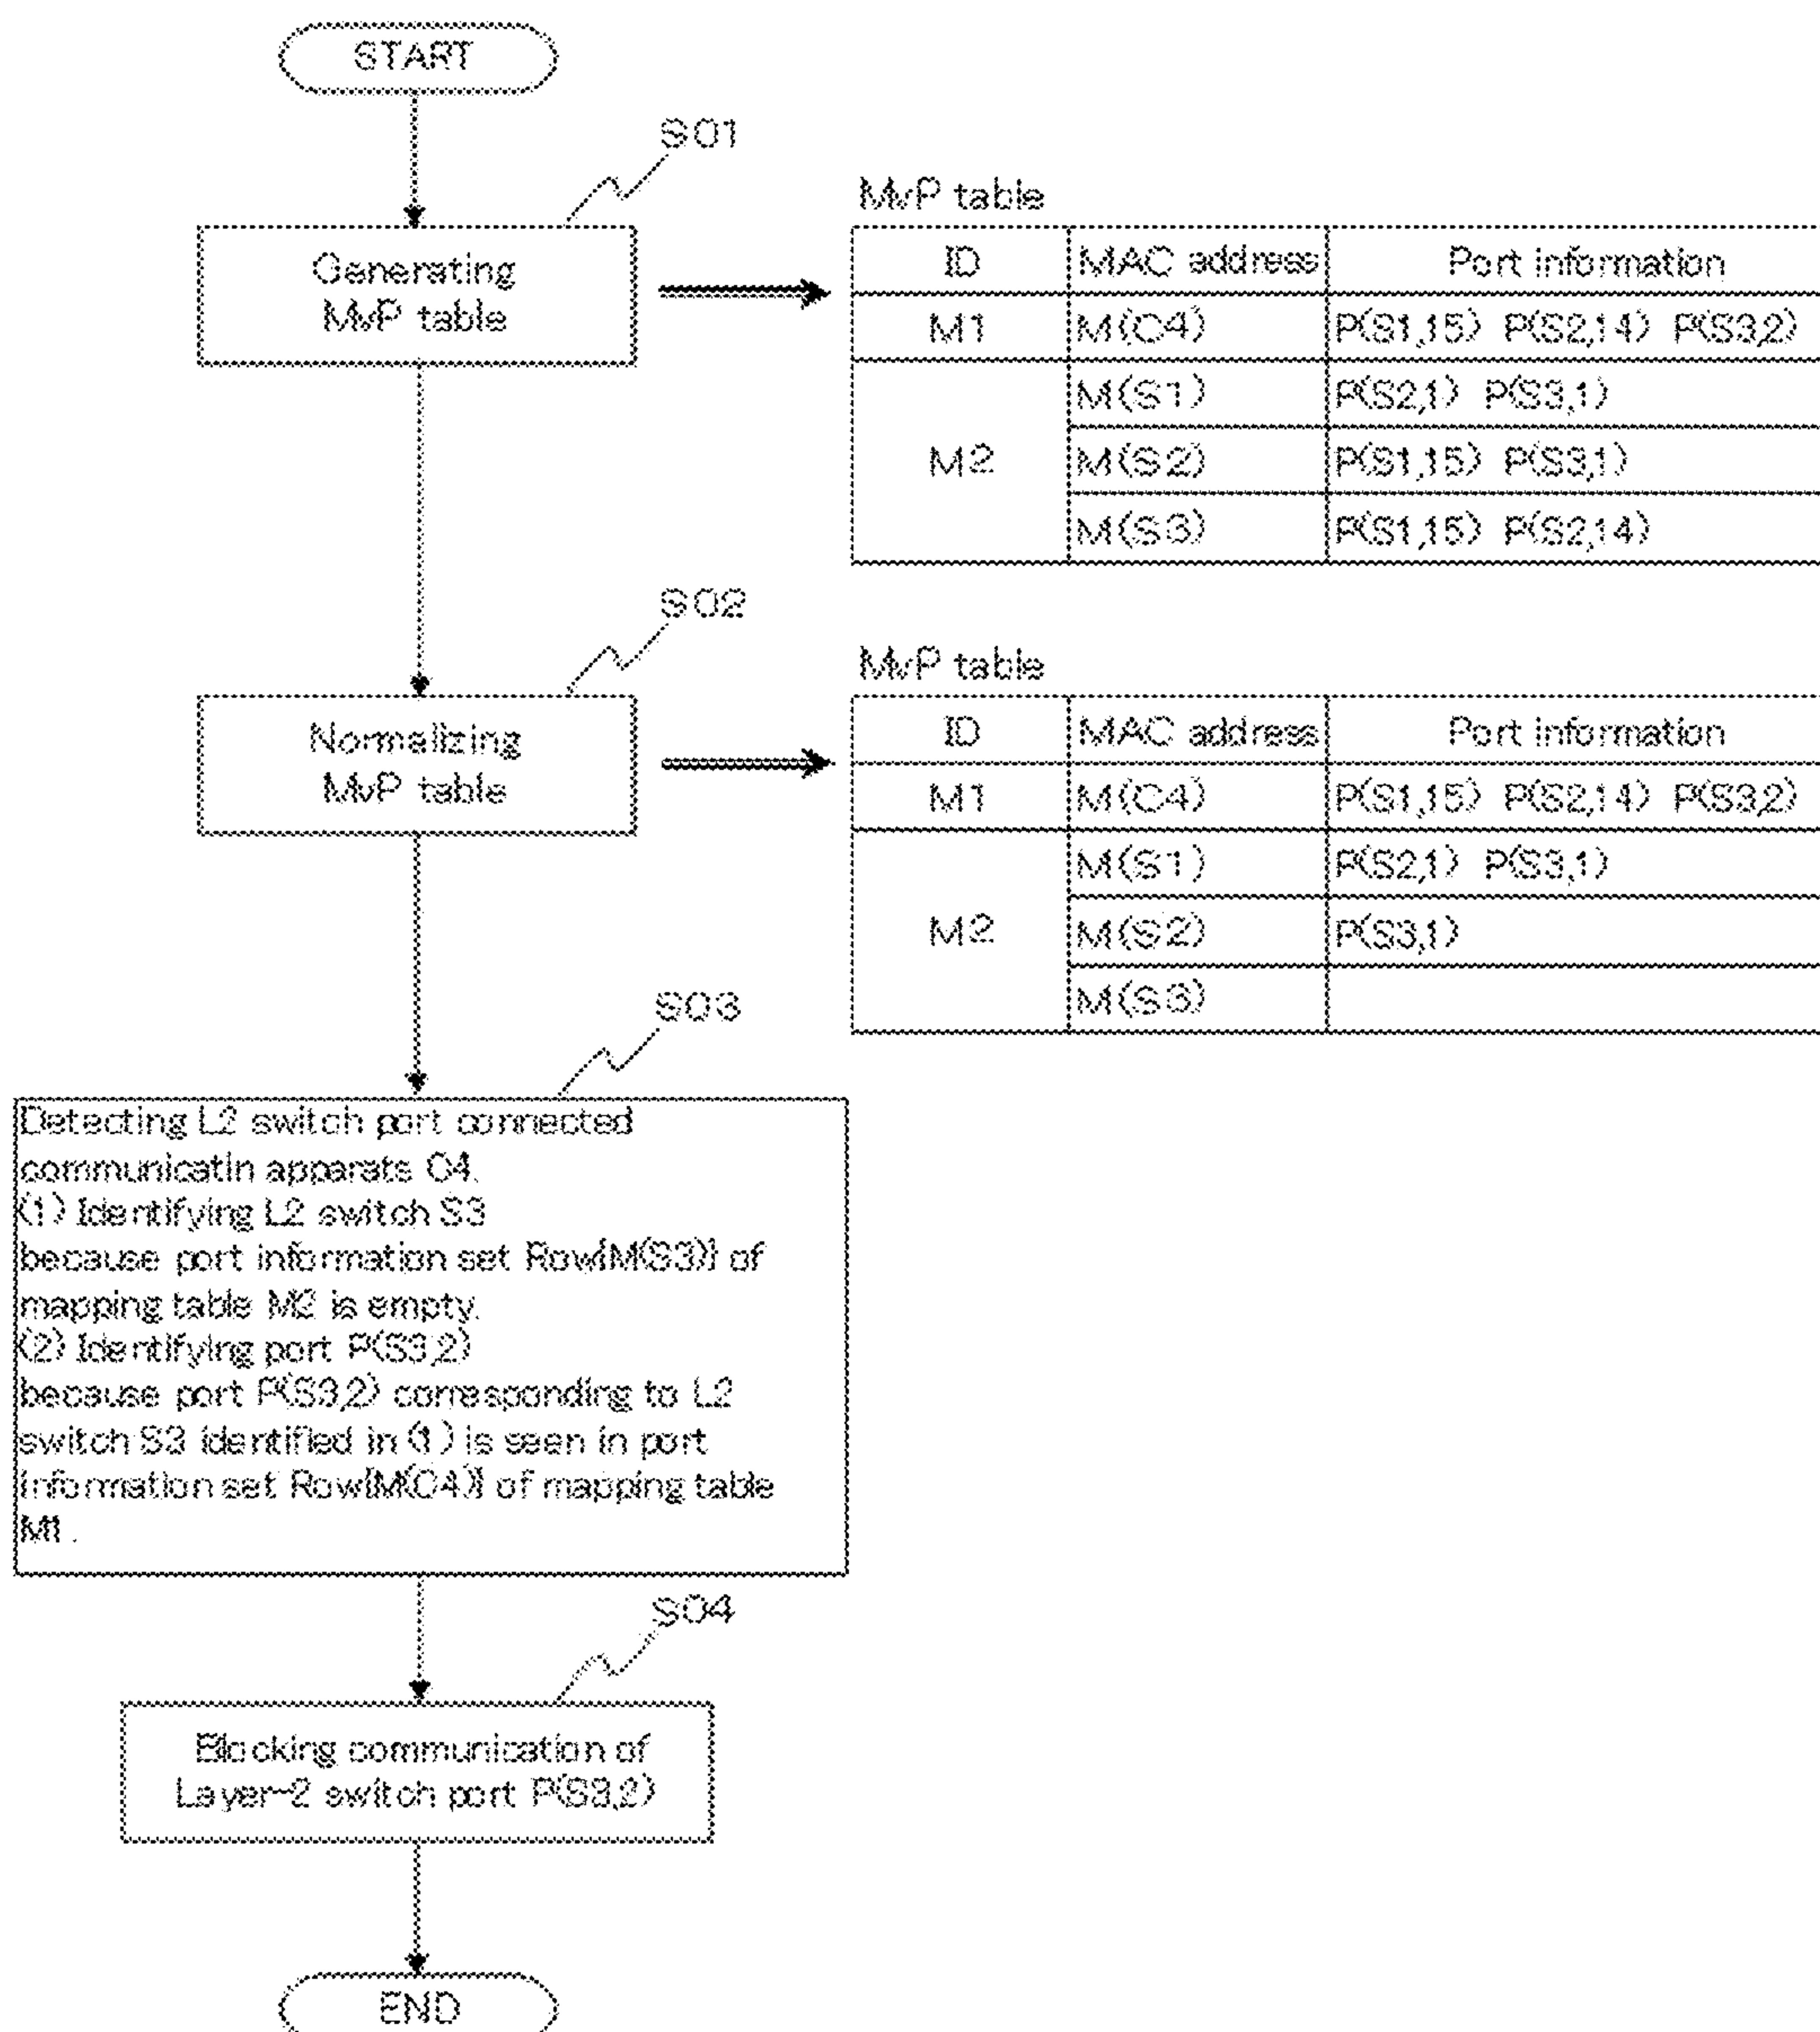 START
S01
Generating
MvP table
MvP table
ID MAC address Port information
M1 M(C4) P(S1,15) P(S2,14) P(S3,2)
M2
M(S1) P(S2,1) P(S3,1)
M(S2) P(S1,15) P(S3,1)
M(S3) P(S1,15) P(S2,14)
S02
Normalizing
MvP table
MvP table
ID MAC address Port information
M1 M(C4) P(S1,15) P(S2,14) P(S3,2)
M2
M(S1) P(S2,1) P(S3,1)
M(S2) P(S3,1)
M(S3)
S03
Detecting L2 switch port connected
communicatin apparats C4.
(1) Identifying L2 switch S3
because port information set Row[M(S3)] of
mapping table M2 is empty.
(2) Identifying port P(S3,2)
because port P(S3,2) corresponding to L2
switch S3 identified in (1) is seen in port
information set Row[M(C4)] of mapping table
M1.
S04
Blocking communication of
Layer-2 switch port P(S3,2)
END